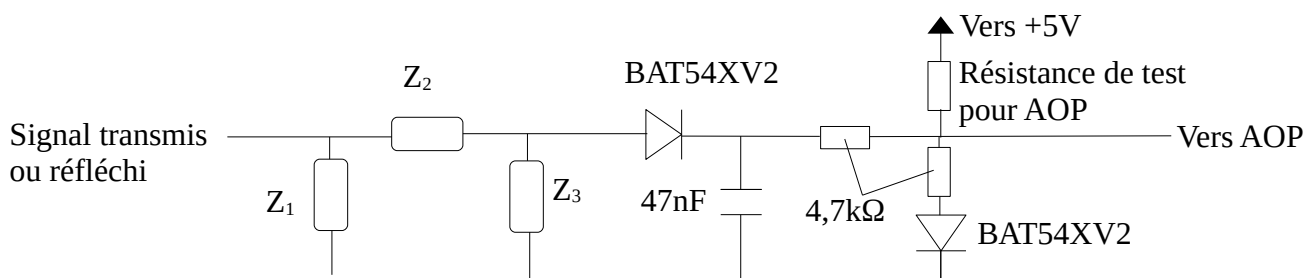 Vers +5V
BAT54XV2
Résistance de test
pour AOP
Z2
Signal transmis
ou réfléchi
Vers AOP
Z1
Z3
47nF
4,7kΩ
BAT54XV2